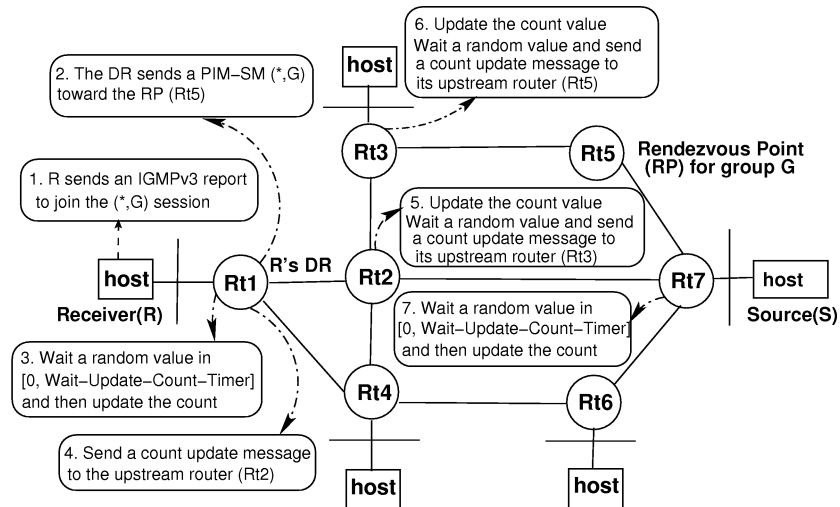 6. Update the count value
Wait a random value and send
a count update message to
its upstream router (Rt5)
2. The DR sends a PIM−SM (*,G)
toward the RP (Rt5)
host
Rt3
Rt5
Rendezvous Point
(RP) for group G
1. R sends an IGMPv3 report
to join the (*,G) session
5. Update the count value
Wait a random value and send
a count update message to
its upstream router (Rt3)
host
Receiver(R)
Rt1
R's DR
Rt2
Rt7
host
Source(S)
7. Wait a random value in
[0, Wait−Update−Count−Timer]
and then update the count
3. Wait a random value in
[0, Wait−Update−Count−Timer]
and then update the count
Rt4
Rt6
4. Send a count update message
to the upstream router (Rt2)
host
host